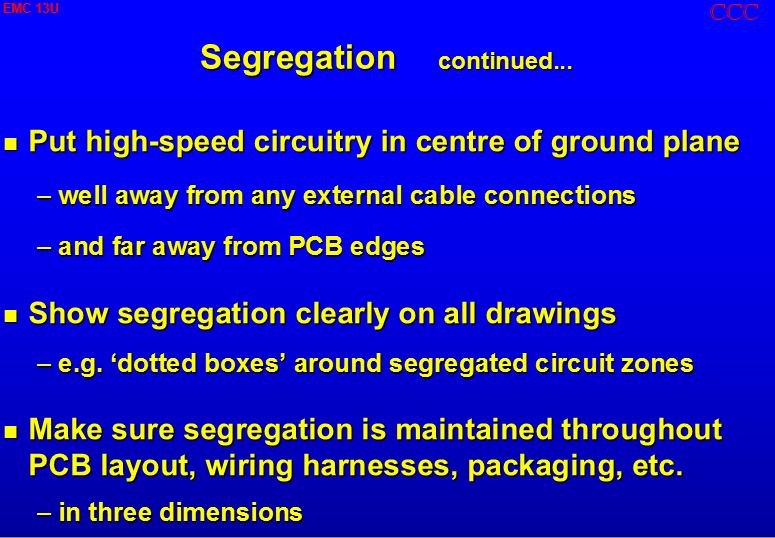 EMC 13U
CCC
Segregation continued...
Put high-speed circuitry in centre of ground plane
– well away from any external cable connections
– and far away from PCB edges
Show segregation clearly on all drawings
– e.g. ‘dotted boxes’ around segregated circuit zones
Make sure segregation is maintained throughout
PCB layout, wiring harnesses, packaging, etc.
– in three dimensions